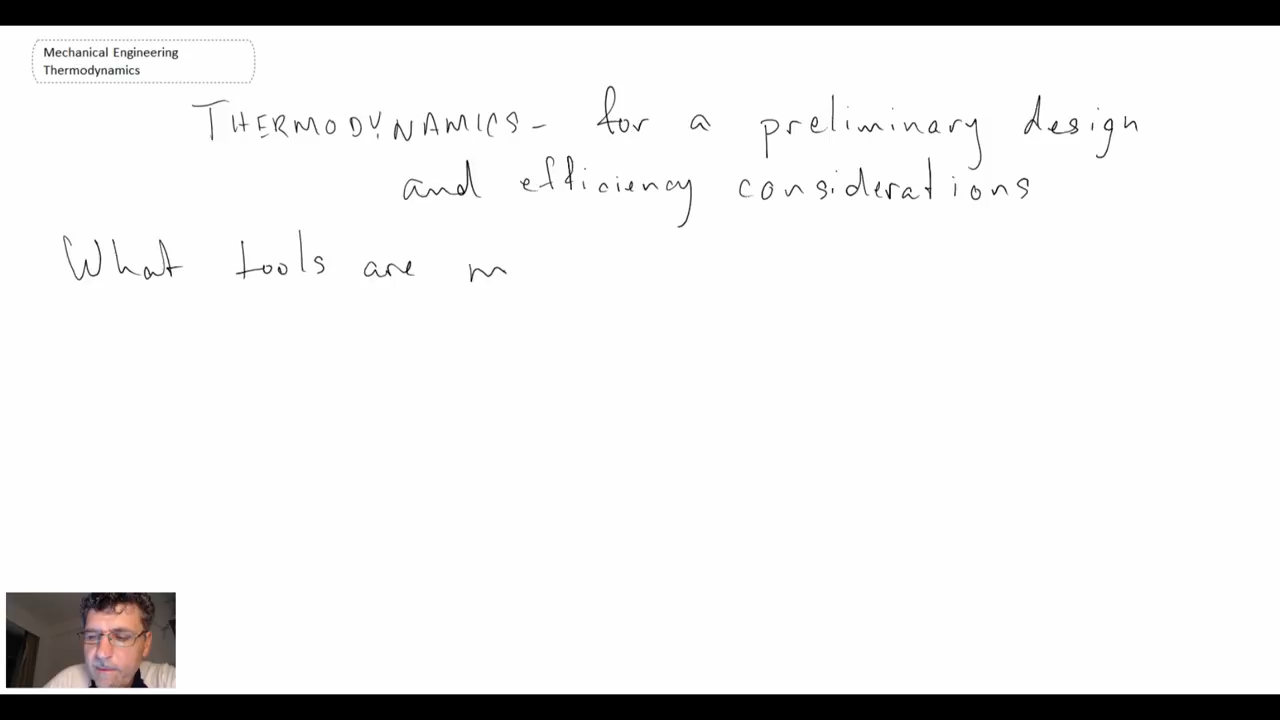 Mechanical Engineering
Thermodynamics
THERMODYNAMICS - for a preliminary design
and efficiency considerations
What tools are m